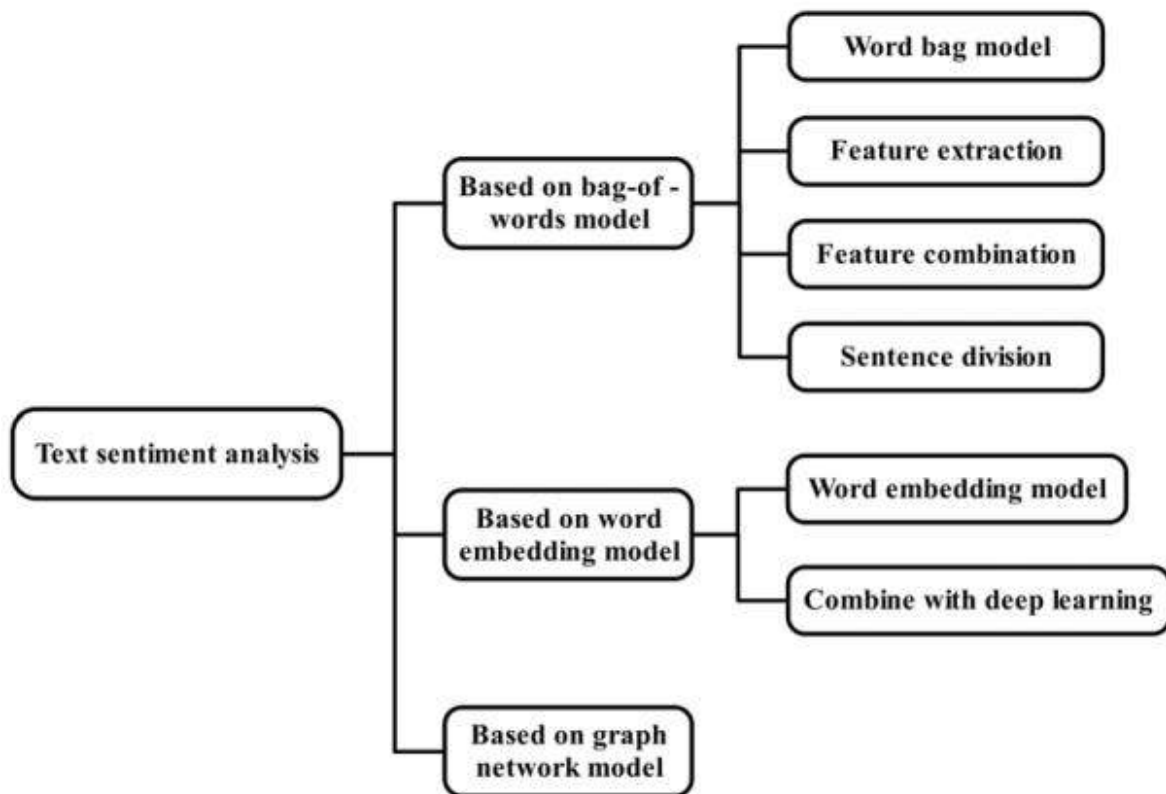 Text sentiment analysis
Based on bag-of -
words model
Word bag model
Feature extraction
Feature combination
Sentence division
Based on word
embedding model
Word embedding model
Combine with deep learning
Based on graph
network model